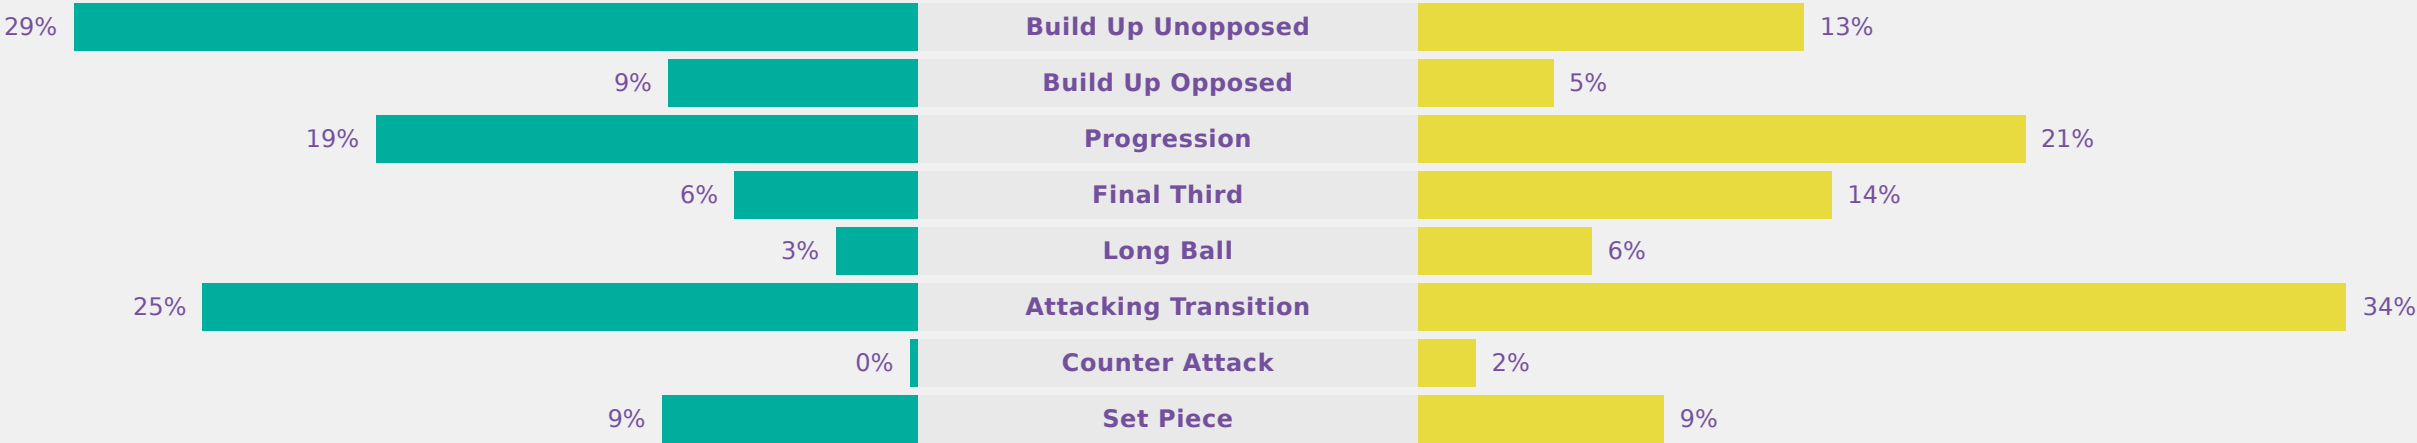 29% Build Up Unopposed 13%
9% Build Up Opposed 5%
19% Progression 21%
6% Final Third 14%
3% Long Ball 6%
25% Attacking Transition 34%
0% Counter Attack 2%
9% Set Piece 9%